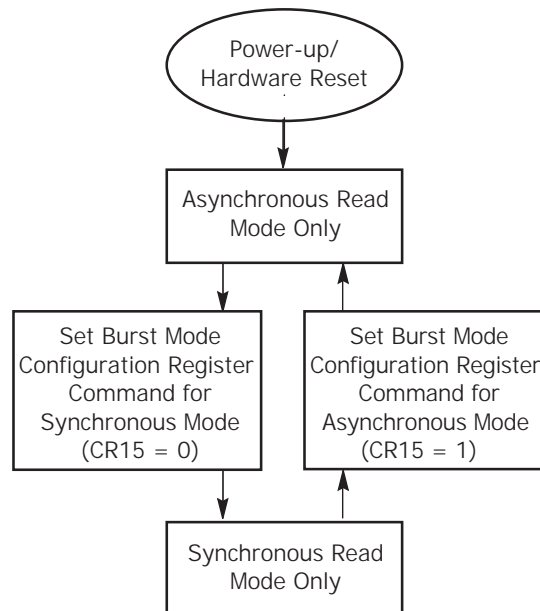 Power-up/
Hardware Reset
Asynchronous Read
Mode Only
Set Burst Mode
Configuration Register
Command for
Synchronous Mode
(CR15 = 0)
Set Burst Mode
Configuration Register
Command for
Asynchronous Mode
(CR15 = 1)
Synchronous Read
Mode Only